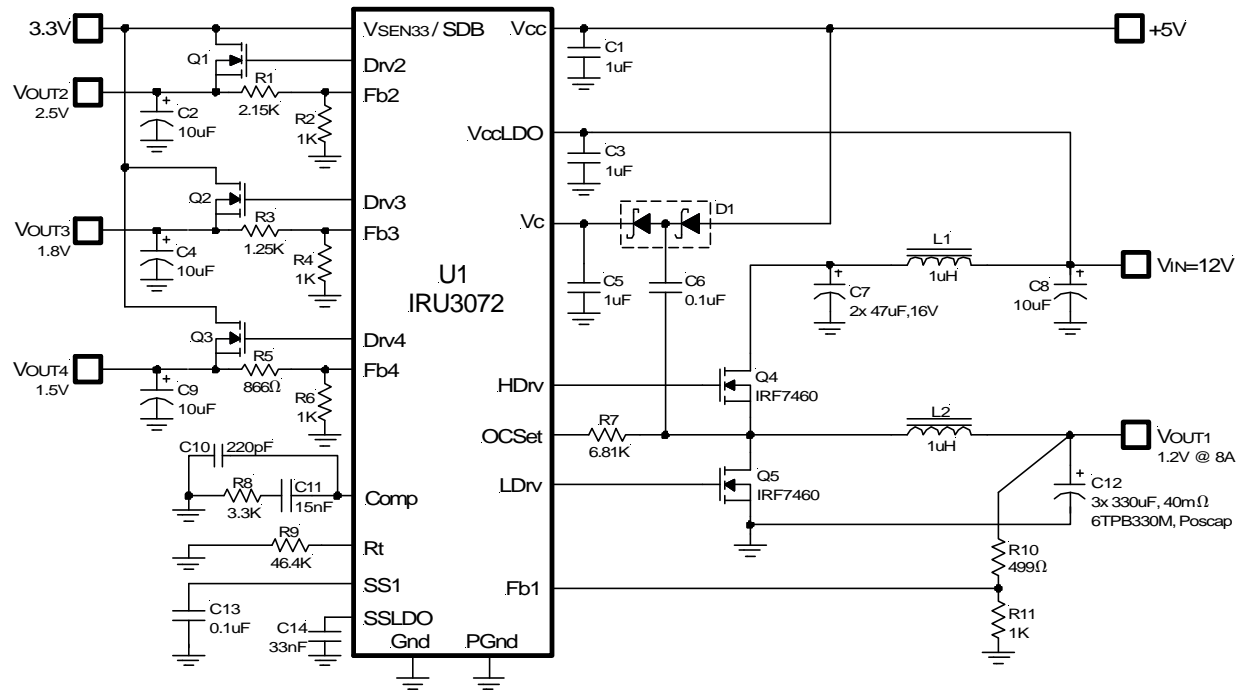 3.3V
VSEN33 / SDB
Vcc
+5V
C1
1uF
Q1
Drv2
R1
2.15K
VOUT2
2.5V
Fb2
C2
10uF
R2
1K
VccLDO
C3
1uF
Q2
Drv3
R3
1.25K
VOUT3
1.8V
Fb3
C4
10uF
R4
1K
Vc
D1
U1
IRU3072
C5
1uF
C6
0.1uF
L1
1uH
VIN=12V
C7
2x 47uF,16V
C8
10uF
Q3
Drv4
R5
866Ω
VOUT4
1.5V
Fb4
C9
10uF
R6
1K
HDrv
Q4
IRF7460
OCSet
R7
6.81K
L2
1uH
VOUT1
1.2V @ 8A
LDrv
Q5
IRF7460
C12
3x 330uF, 40mΩ
6TPB330M, Poscap
C10
220pF
R8
3.3K
C11
15nF
Comp
R9
46.4K
Rt
R10
499Ω
SS1
Fb1
C13
0.1uF
SSLDO
C14
33nF
R11
1K
Gnd
PGnd